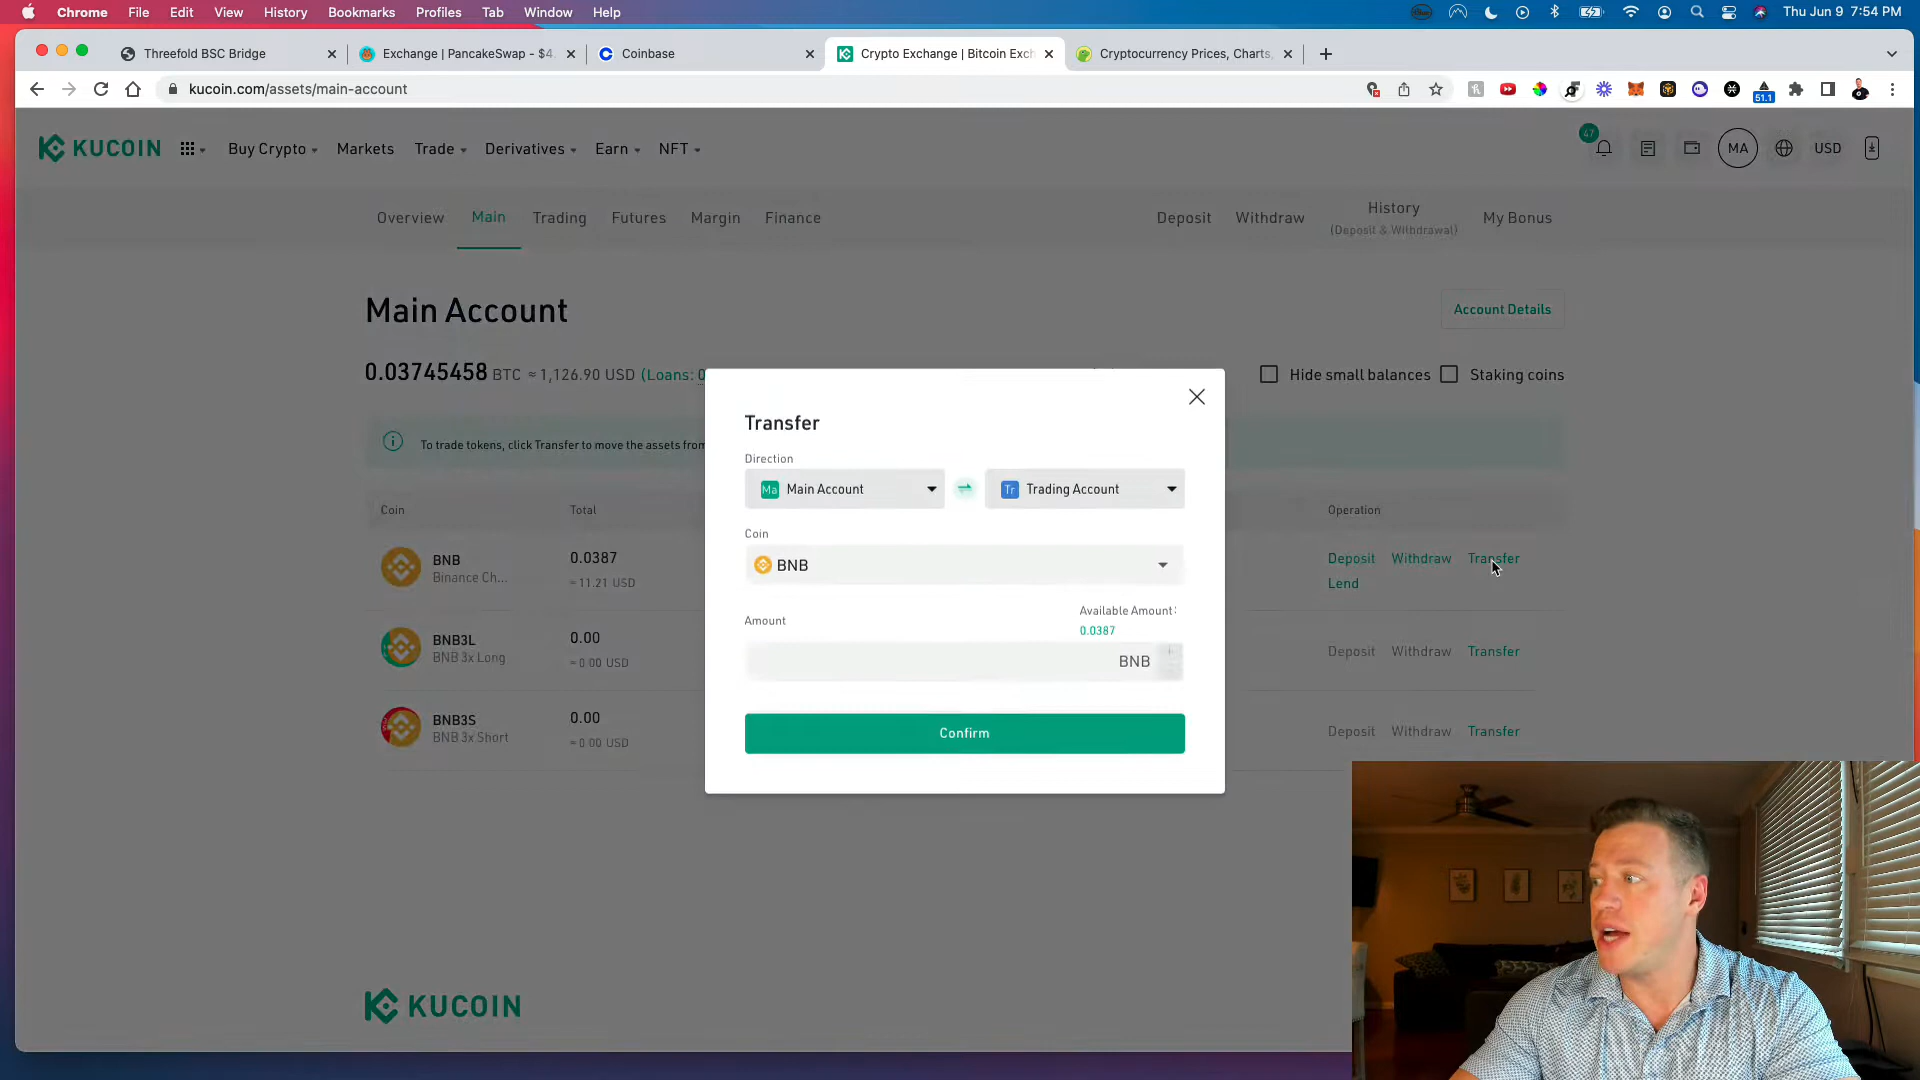 Chrome File Edit View History Bookmarks Profiles Tab Window Help Thu Jun 9 7:54 PM
Threefold BSC Bridge Exchange | PancakeSwap - $4. Coinbase Crypto Exchange | Bitcoin Exch Cryptocurrency Prices, Charts,
kucoin.com/assets/main-account 51.1
KUCOIN Buy Crypto Markets Trade Derivatives Earn NFT 47 MA USD
Overview Main Trading Futures Margin Finance Deposit Withdraw History My Bonus
(Deposit & Withdrawal)
Main Account Account Details
0.03745458 BTC ≈ 1,126.90 USD (Loans: 0 Hide small balances Staking coins
To trade tokens, click Transfer to move the assets from
Coin Total Operation
BNB 0.0387 Deposit Withdraw Transfer
Binance Ch... ≈ 11.21 USD Lend
BNB3L 0.00 Deposit Withdraw Transfer
BNB 3x Long ≈ 0.00 USD
BNB3S 0.00 Deposit Withdraw Transfer
BNB 3x Short ≈ 0.00 USD
Transfer
Direction
Ma Main Account Tr Trading Account
Coin
BNB
Amount Available Amount:
0.0387
BNB
Confirm
KUCOIN